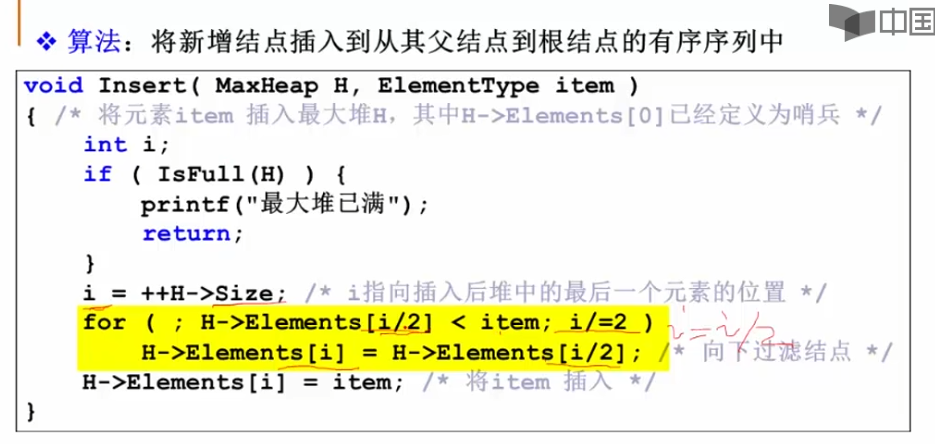 中国
❖ 算法：将新增结点插入到从其父结点到根结点的有序序列中
void Insert( MaxHeap H, ElementType item )
{ /* 将元素item 插入最大堆H，其中H->Elements[0]已经定义为哨兵 */
int i;
if ( IsFull(H) ) {
printf("最大堆已满");
return;
}
i = ++H->Size; /* i指向插入后堆中的最后一个元素的位置 */
for ( ; H->Elements[i/2] < item; i/=2 ) i=i/2
H->Elements[i] = H->Elements[i/2]; /* 向下过滤结点 */
H->Elements[i] = item; /* 将item 插入 */
}